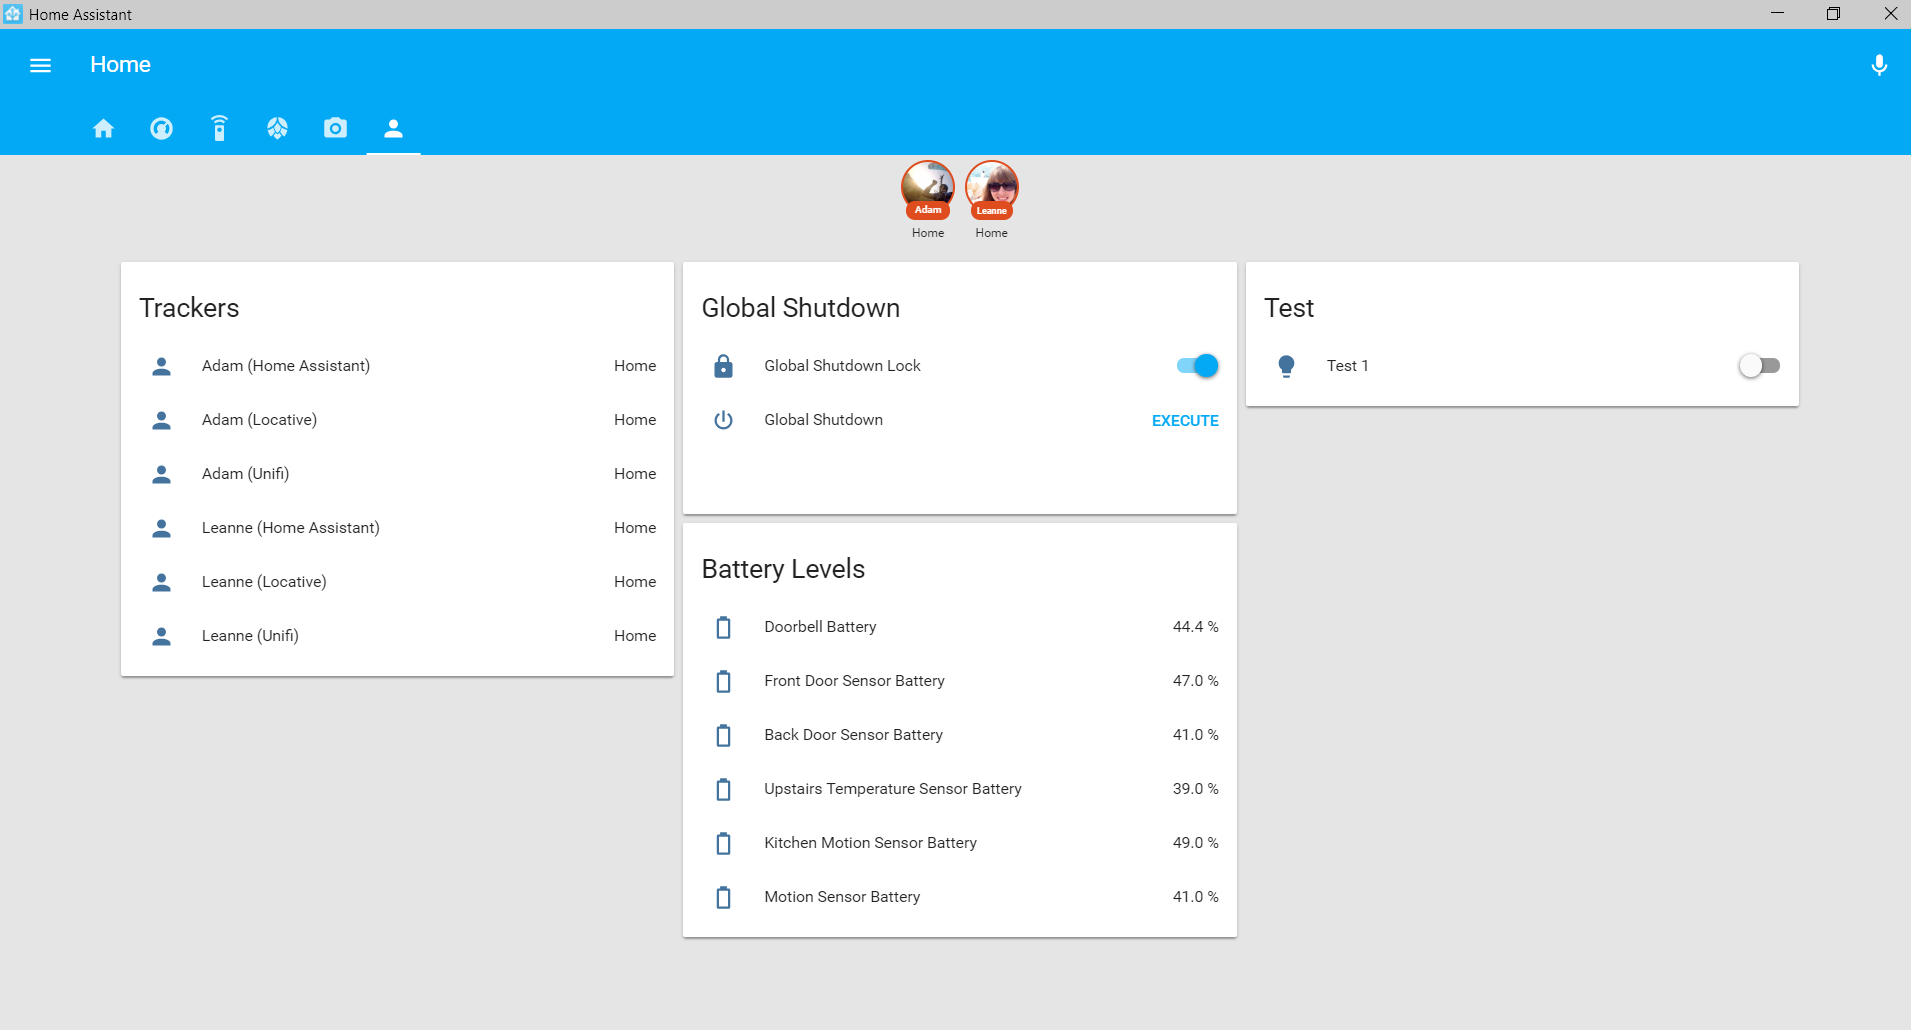 Home Assistant
Home
Adam
Leanne
Home
Home
Trackers
Adam (Home Assistant) Home
Adam (Locative) Home
Adam (Unifi) Home
Leanne (Home Assistant) Home
Leanne (Locative) Home
Leanne (Unifi) Home
Global Shutdown
Global Shutdown Lock
Global Shutdown EXECUTE
Battery Levels
Doorbell Battery 44.4 %
Front Door Sensor Battery 47.0 %
Back Door Sensor Battery 41.0 %
Upstairs Temperature Sensor Battery 39.0 %
Kitchen Motion Sensor Battery 49.0 %
Motion Sensor Battery 41.0 %
Test
Test 1